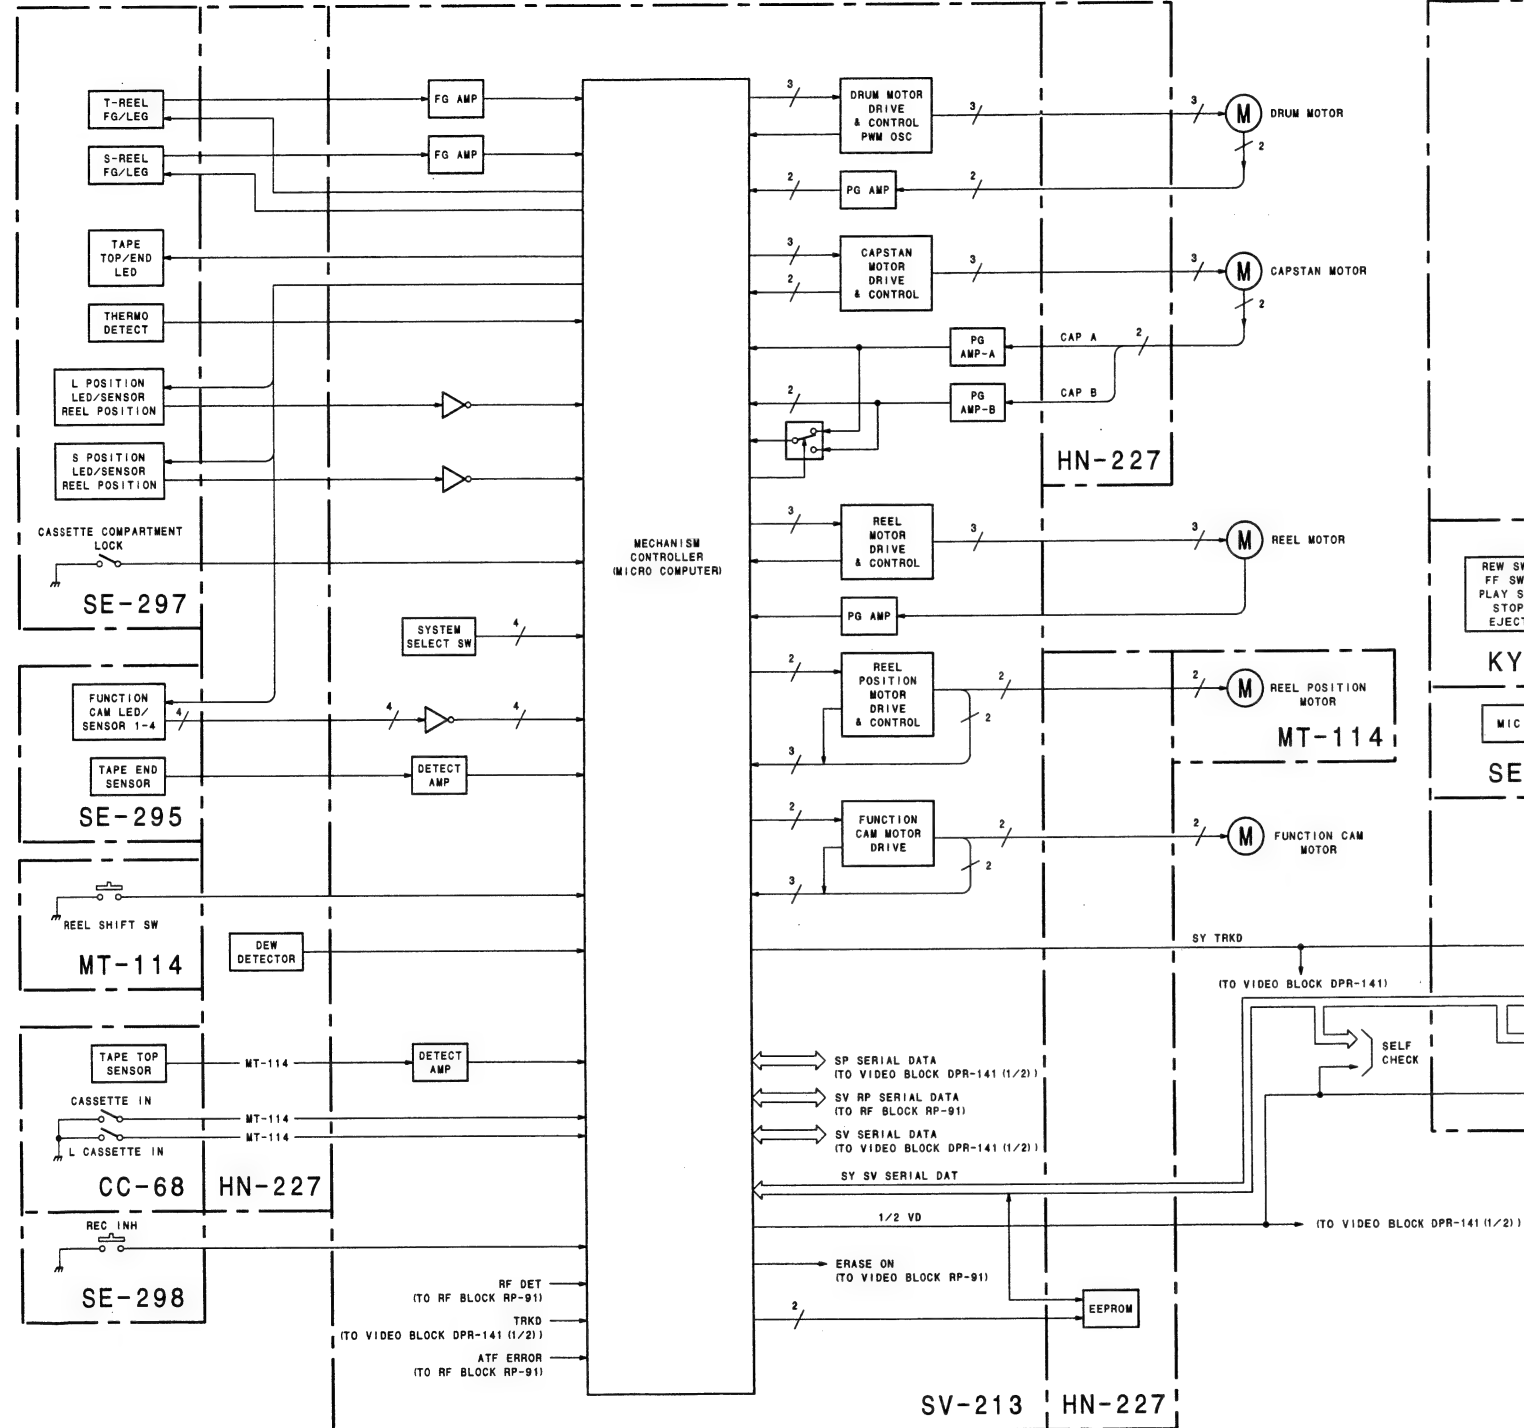 T-REEL
FG/LEG
FG AMP
S-REEL
FG/LEG
FG AMP
TAPE
TOP/END
LED
THERMO
DETECT
L POSITION
LED/SENSOR
REEL POSITION
S POSITION
LED/SENSOR
REEL POSITION
CASSETTE COMPARTMENT
LOCK
SE-297
SYSTEM
SELECT SW
4
FUNCTION
CAM LED/
SENSOR 1-4
4
4
4
TAPE END
SENSOR
DETECT
AMP
SE-295
REEL SHIFT SW
MT-114
DEW
DETECTOR
TAPE TOP
SENSOR
MT-114
DETECT
AMP
CASSETTE IN
MT-114
MT-114
L CASSETTE IN
CC-68
HN-227
REC INH
SE-298
RF DET
(TO RF BLOCK RP-91)
TRKD
(TO VIDEO BLOCK DPR-141 (1/2))
ATF ERROR
(TO RF BLOCK RP-91)
MECHANISM
CONTROLLER
(MICRO COMPUTER)
3
DRUM MOTOR
DRIVE
& CONTROL
PWM OSC
3
3
M
DRUM MOTOR
2
2
PG AMP
2
3
CAPSTAN
MOTOR
DRIVE
& CONTROL
2
3
3
M
CAPSTAN MOTOR
2
PG
AMP-A
CAP A
2
2
PG
AMP-B
CAP B
HN-227
3
REEL
MOTOR
DRIVE
& CONTROL
3
3
M
REEL MOTOR
PG AMP
2
REEL
POSITION
MOTOR
DRIVE
& CONTROL
2
2
M
REEL POSITION
MOTOR
2
3
MT-114
2
FUNCTION
CAM MOTOR
DRIVE
2
2
M
FUNCTION CAM
MOTOR
2
3
SY TRKD
(TO VIDEO BLOCK DPR-141)
SELF
CHECK
SP SERIAL DATA
(TO VIDEO BLOCK DPR-141 (1/2))
SV RP SERIAL DATA
(TO RF BLOCK RP-91)
SV SERIAL DATA
(TO VIDEO BLOCK DPR-141 (1/2))
SY SV SERIAL DAT
1/2 VD
(TO VIDEO BLOCK DPR-141 (1/2))
ERASE ON
(TO VIDEO BLOCK RP-91)
2
EEPROM
SV-213
HN-227
REW SW
FF SW
PLAY S
STOP
EJECT
KY
MIC
SE